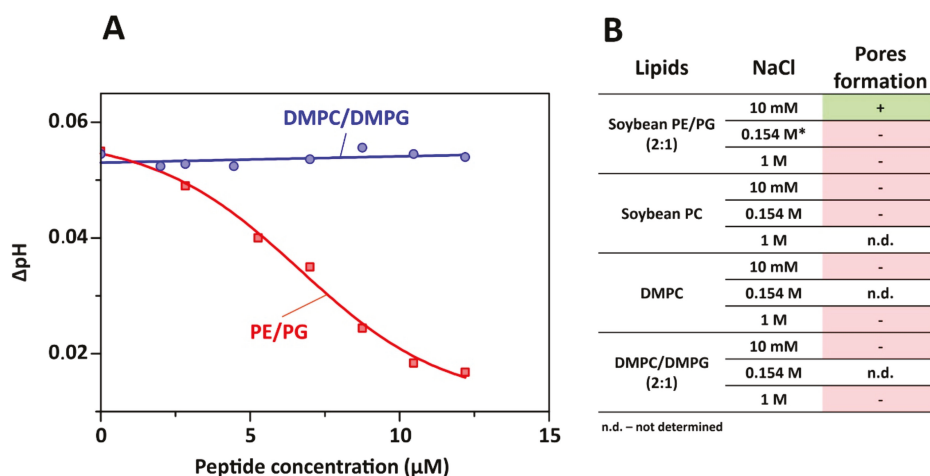 A
0.06
0.04
0.02
ΔpH
DMPC/DMPG
PE/PG
0 5 10 15
Peptide concentration (μM)
B
Lipids NaCl Pores formation
Soybean PE/PG (2:1)
10 mM +
0.154 M* -
1 M -
Soybean PC
10 mM -
0.154 M -
1 M n.d.
DMPC
10 mM -
0.154 M n.d.
1 M -
DMPC/DMPG (2:1)
10 mM -
0.154 M n.d.
1 M -
n.d. – not determined